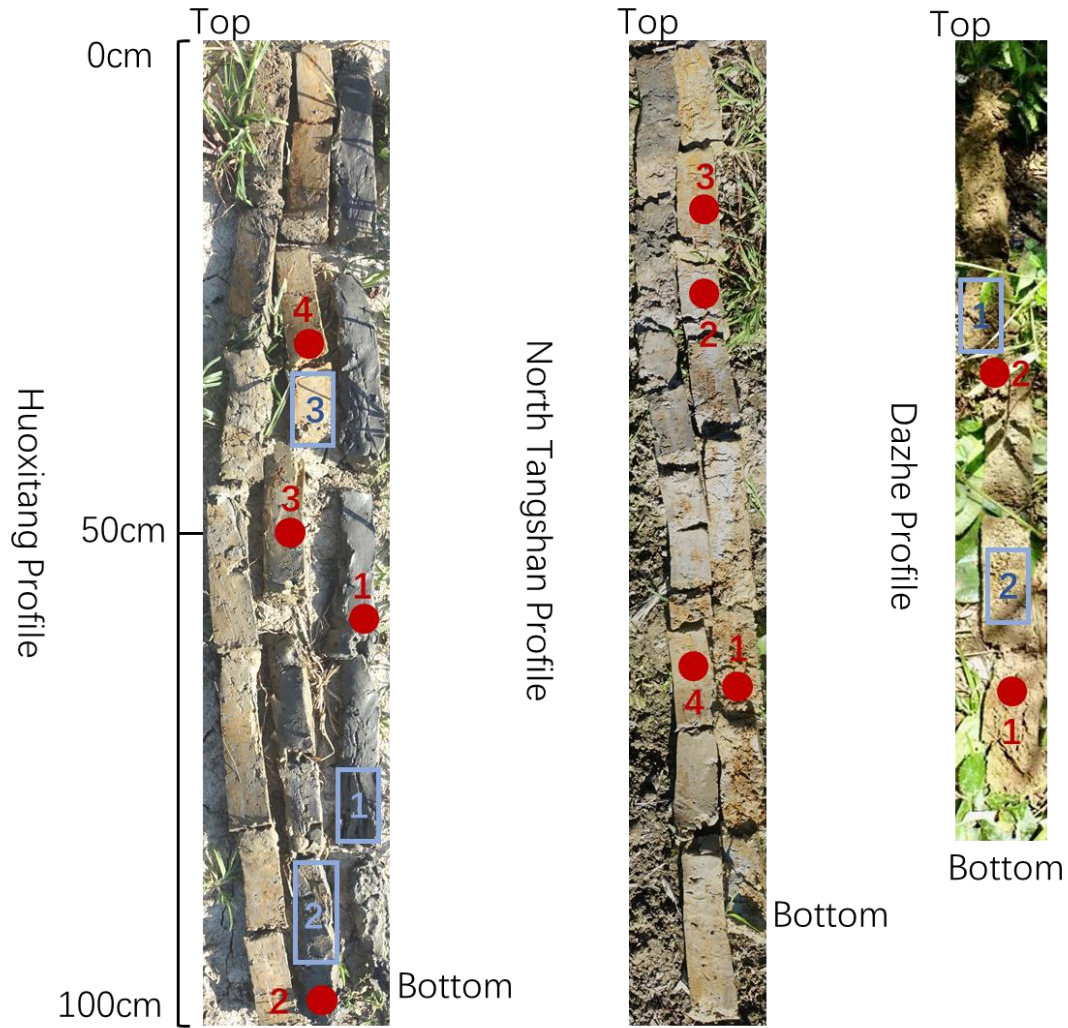 Top
Top
Top
0cm
50cm
100cm
Huoxitang Profile
4
3
3
1
1
2
2
Bottom
North Tangshan Profile
3
2
1
4
Bottom
Dazhe Profile
1
2
2
1
Bottom